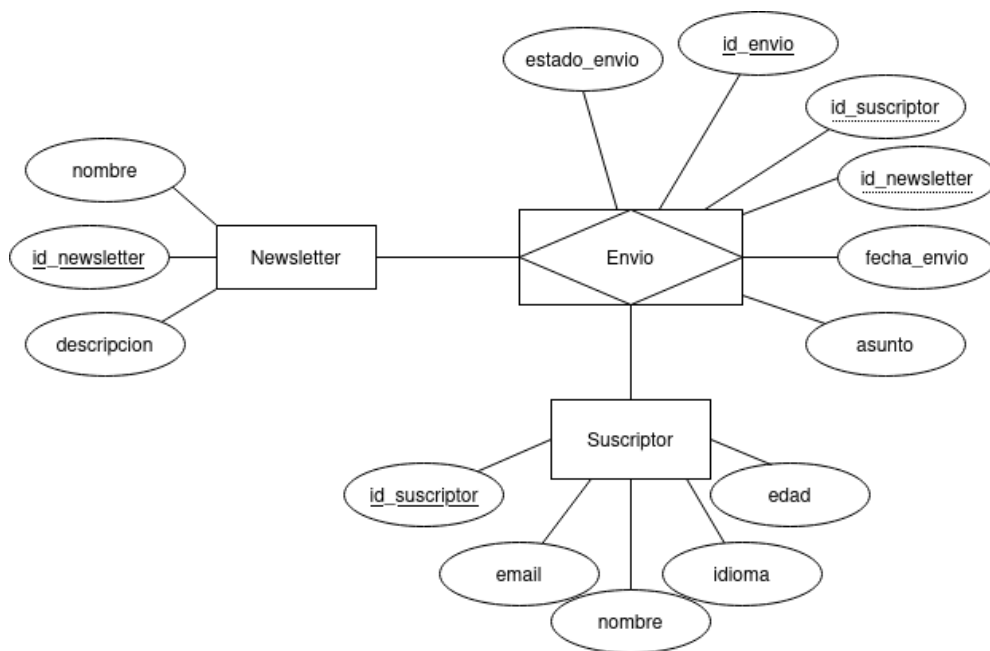 id_envio
estado_envio
id_suscriptor
nombre
id_newsletter
id_newsletter
Newsletter
Envio
fecha_envio
descripcion
asunto
Suscriptor
id_suscriptor
edad
email
idioma
nombre